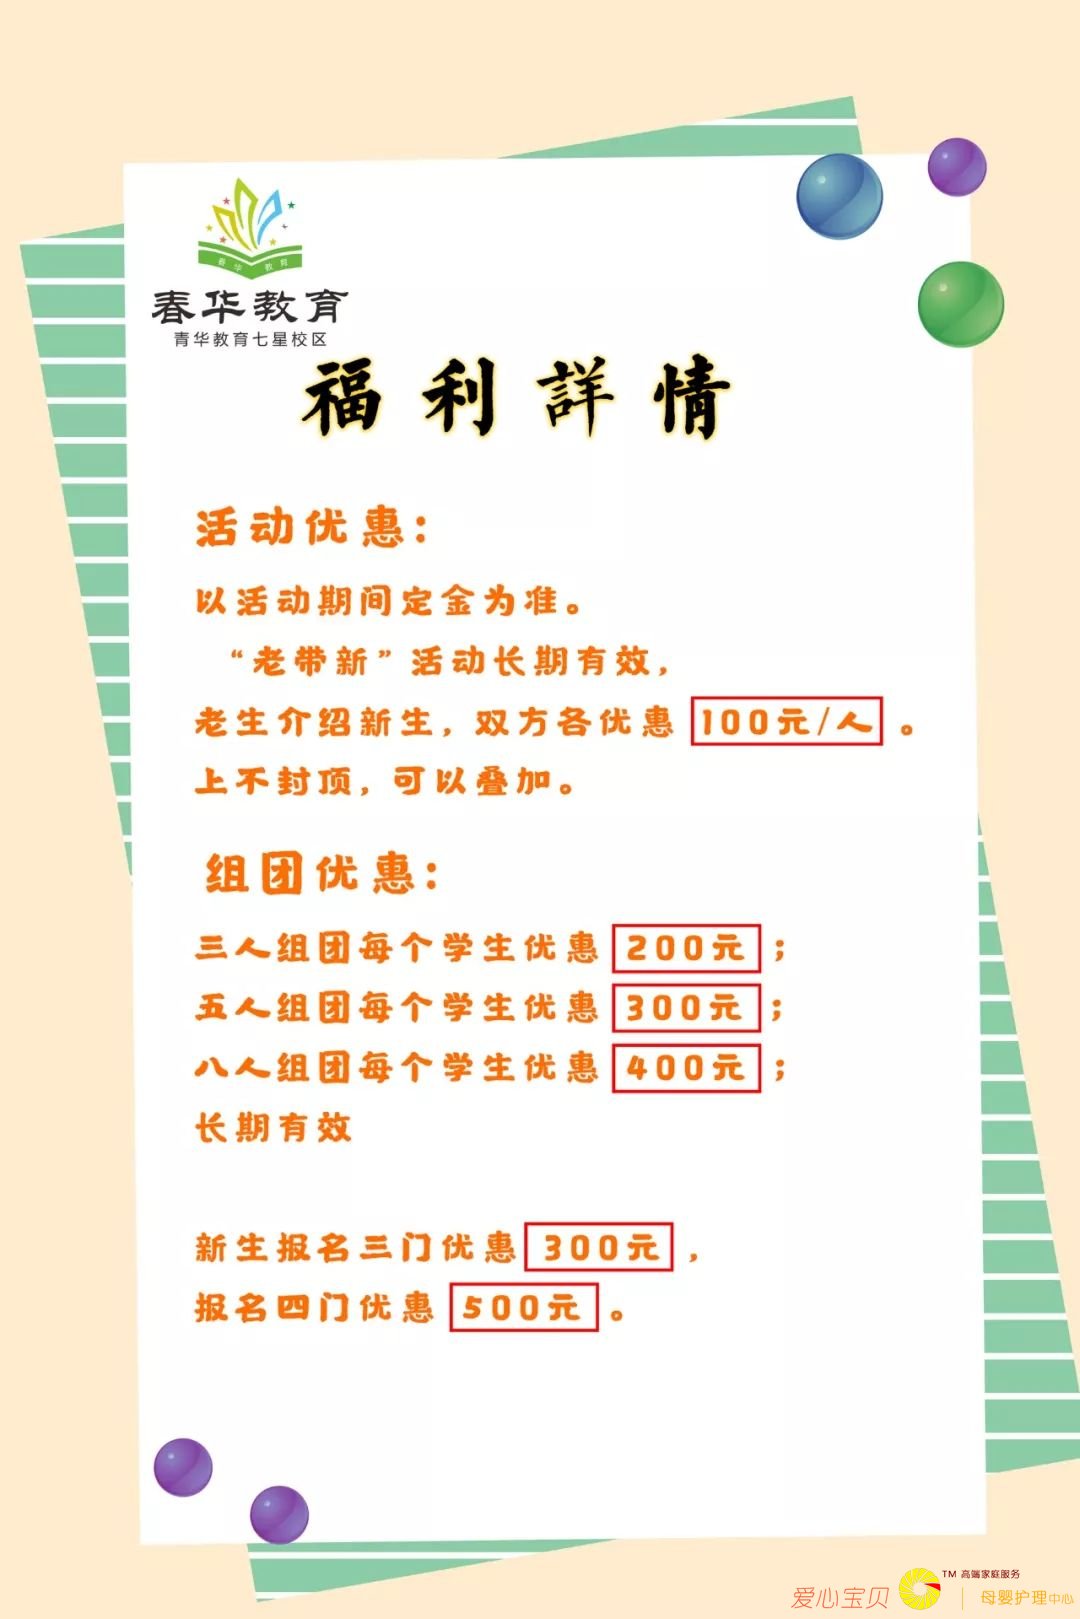 春华 教育
春华教育
青华教育七星校区
福利詳情
活动优惠：
以活动期间定金为准。
“老带新”活动长期有效，
老生介绍新生，双方各优惠 100元/人 。
上不封顶，可以叠加。
组团优惠：
三人组团每个学生优惠 200元 ；
五人组团每个学生优惠 300元 ；
八人组团每个学生优惠 400元 ；
长期有效
新生报名三门优惠 300元 ，
报名四门优惠 500元 。
TM 高端家庭服务
爱心宝贝 | 母婴护理中心